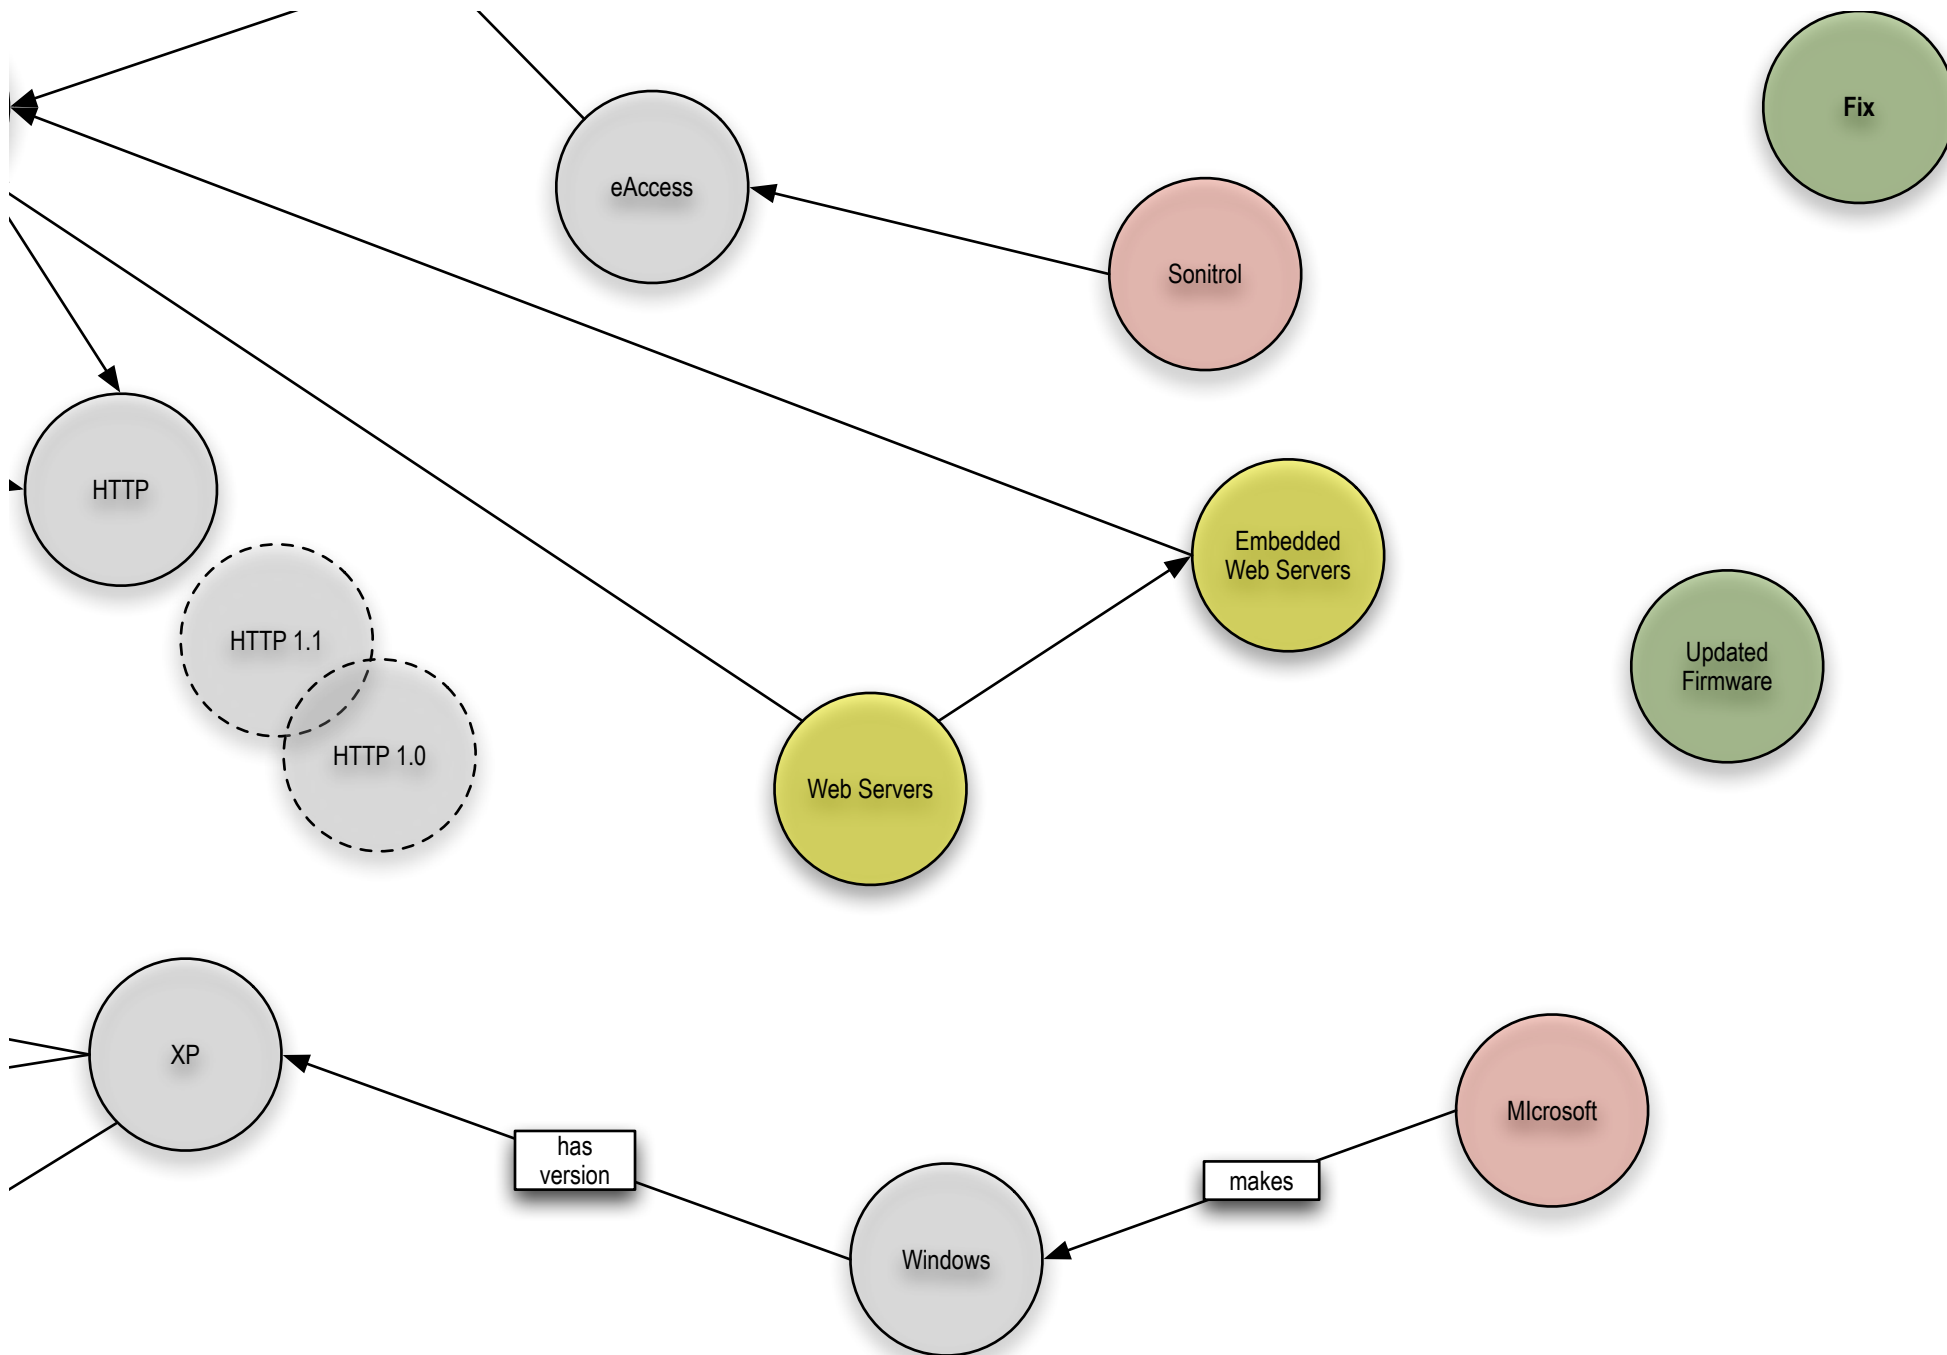 Fix
eAccess
Sonitrol
HTTP
Embedded
Web Servers
HTTP 1.1
Updated
Firmware
HTTP 1.0
Web Servers
XP
MIcrosoft
has
version
makes
Windows